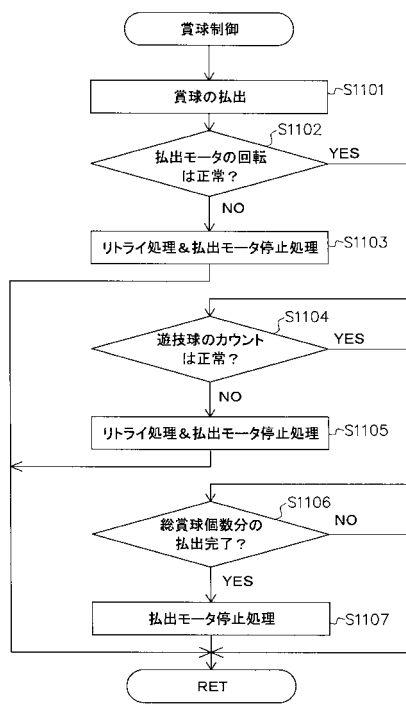 賞球制御
賞球の払出
S1101
S1102
払出モータの回転
は正常?
YES
NO
リトライ処理&払出モータ停止処理
S1103
S1104
遊技球のカウント
は正常?
YES
NO
リトライ処理&払出モータ停止処理
S1105
S1106
総賞球個数分の
払出完了?
NO
YES
払出モータ停止処理
S1107
RET